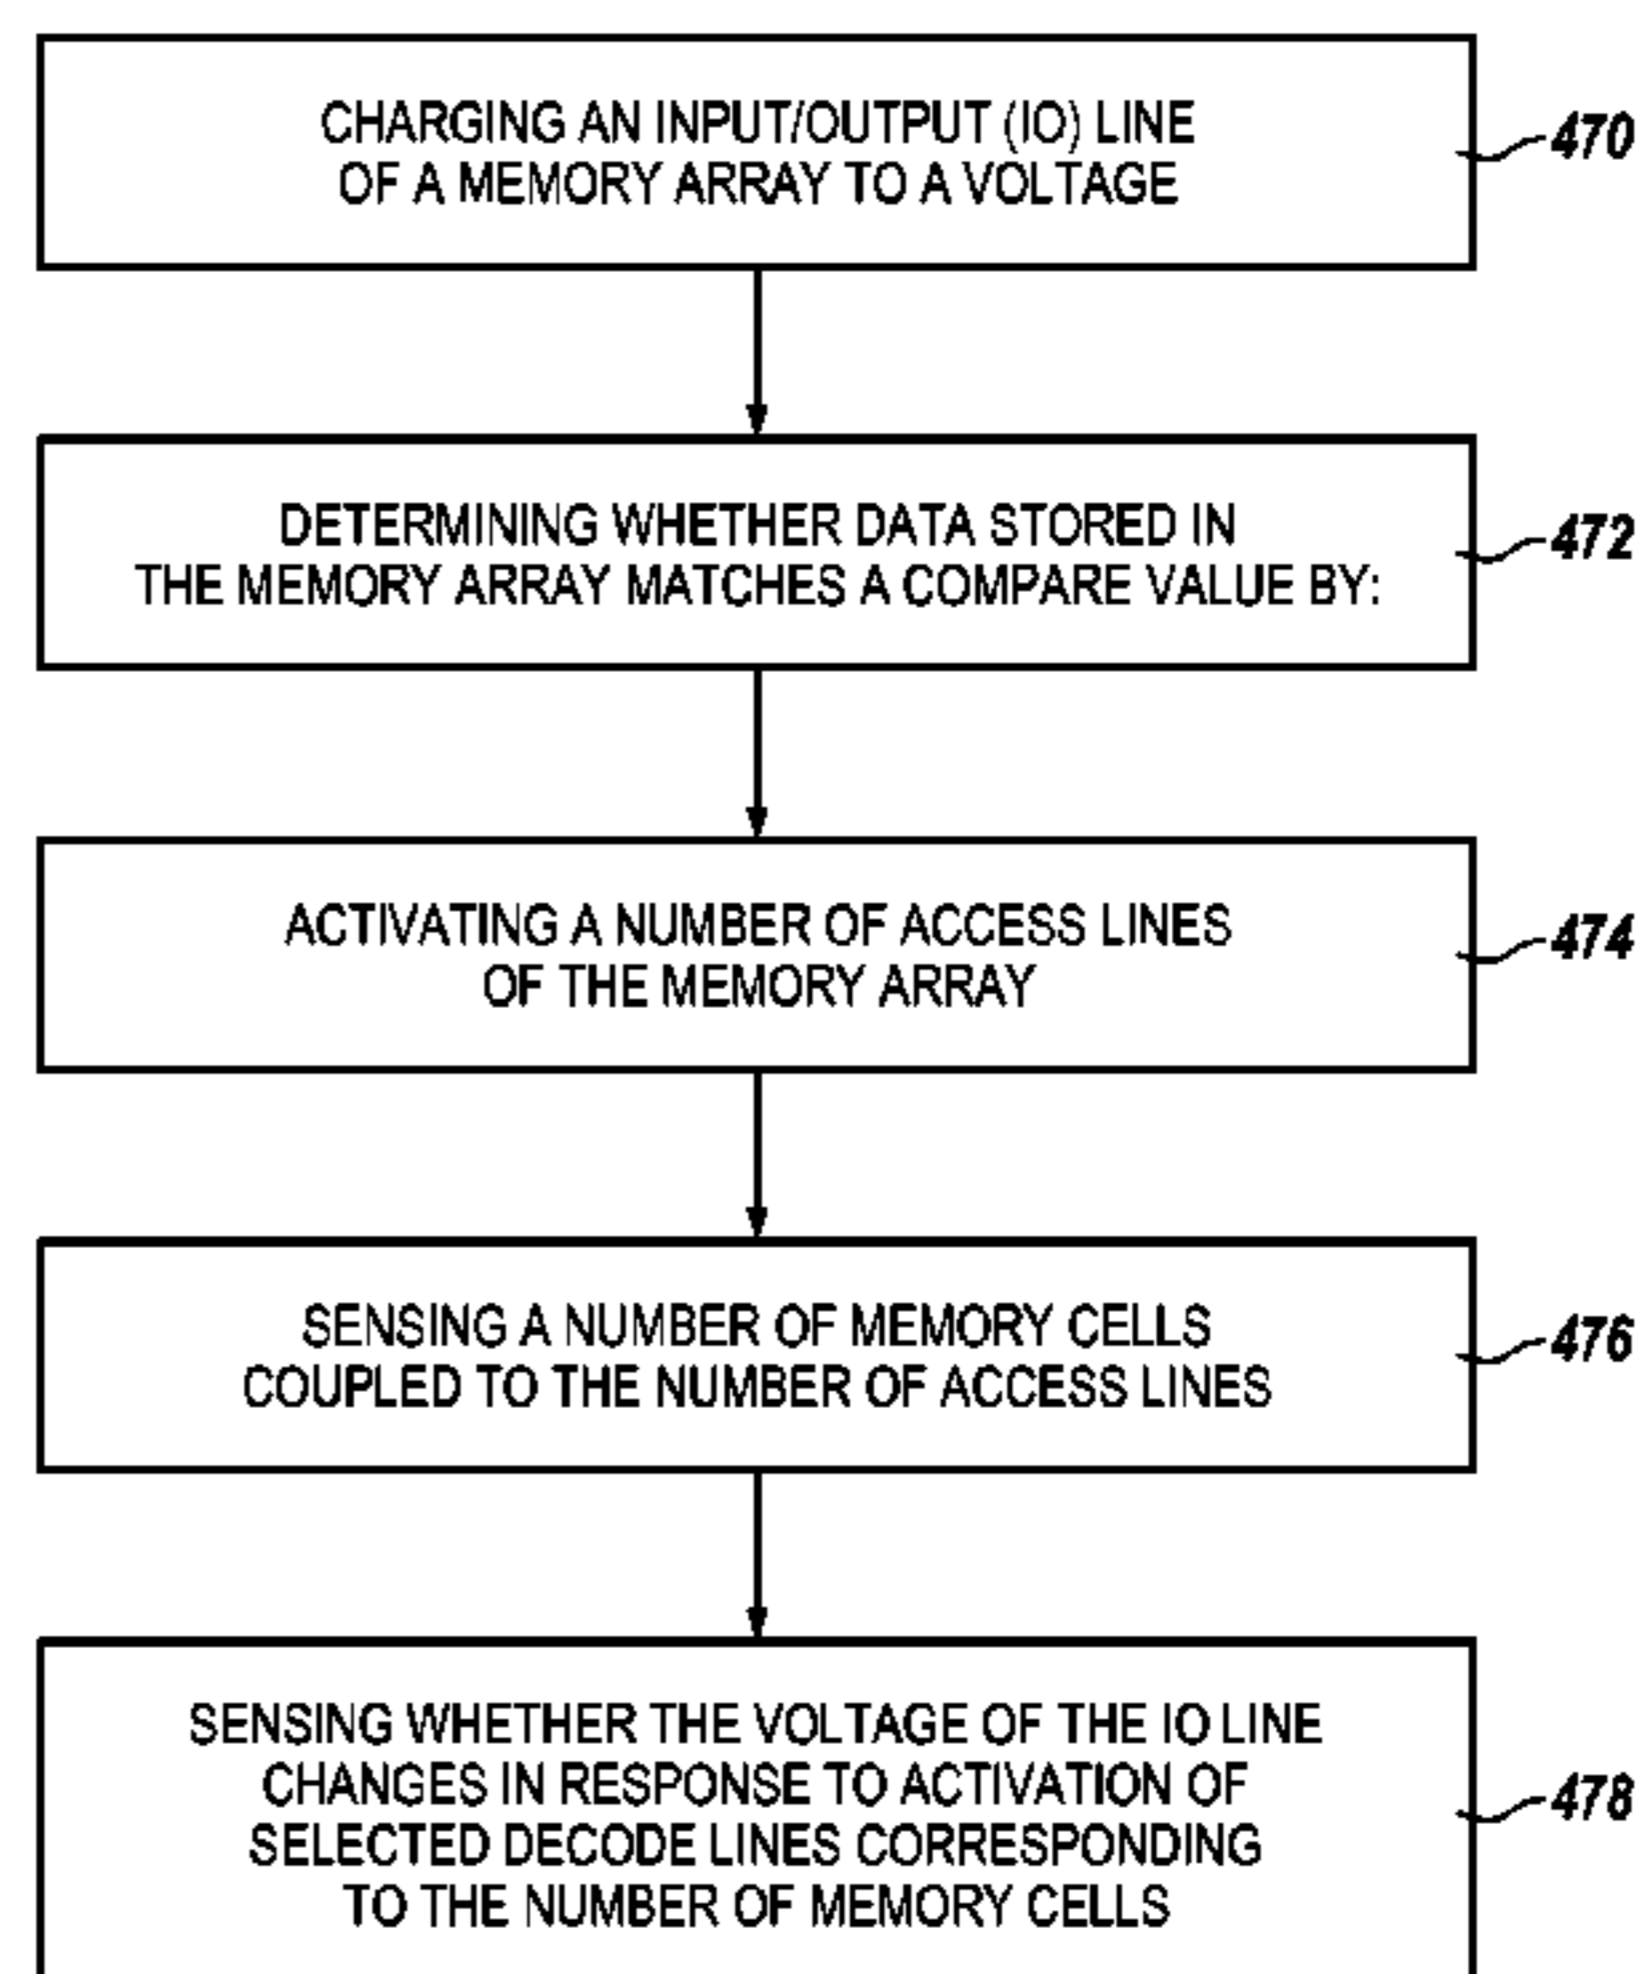 CHARGING AN INPUT/OUTPUT (IO) LINE
OF A MEMORY ARRAY TO A VOLTAGE
470
DETERMINING WHETHER DATA STORED IN
THE MEMORY ARRAY MATCHES A COMPARE VALUE BY:
472
ACTIVATING A NUMBER OF ACCESS LINES
OF THE MEMORY ARRAY
474
SENSING A NUMBER OF MEMORY CELLS
COUPLED TO THE NUMBER OF ACCESS LINES
476
SENSING WHETHER THE VOLTAGE OF THE IO LINE
CHANGES IN RESPONSE TO ACTIVATION OF
SELECTED DECODE LINES CORRESPONDING
TO THE NUMBER OF MEMORY CELLS
478